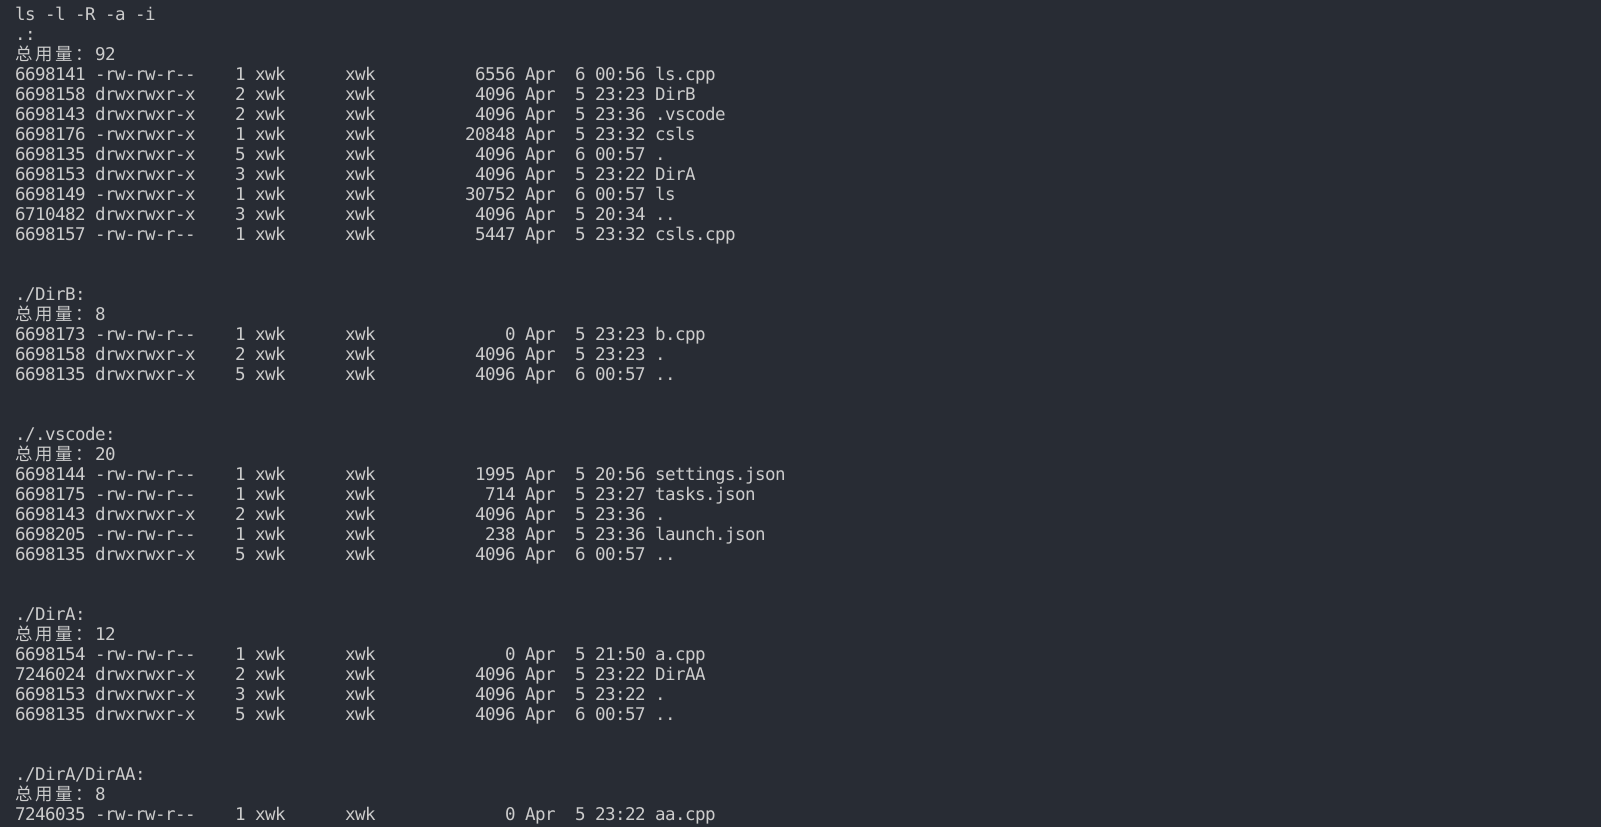 ls -l -R -a -i
.:
总用量: 92
6698141 -rw-rw-r--    1 xwk      xwk          6556 Apr  6 00:56 ls.cpp
6698158 drwxrwxr-x    2 xwk      xwk          4096 Apr  5 23:23 DirB
6698143 drwxrwxr-x    2 xwk      xwk          4096 Apr  5 23:36 .vscode
6698176 -rwxrwxr-x    1 xwk      xwk         20848 Apr  5 23:32 csls
6698135 drwxrwxr-x    5 xwk      xwk          4096 Apr  6 00:57 .
6698153 drwxrwxr-x    3 xwk      xwk          4096 Apr  5 23:22 DirA
6698149 -rwxrwxr-x    1 xwk      xwk         30752 Apr  6 00:57 ls
6710482 drwxrwxr-x    3 xwk      xwk          4096 Apr  5 20:34 ..
6698157 -rw-rw-r--    1 xwk      xwk          5447 Apr  5 23:32 csls.cpp
./DirB:
总用量: 8
6698173 -rw-rw-r--    1 xwk      xwk             0 Apr  5 23:23 b.cpp
6698158 drwxrwxr-x    2 xwk      xwk          4096 Apr  5 23:23 .
6698135 drwxrwxr-x    5 xwk      xwk          4096 Apr  6 00:57 ..
./.vscode:
总用量: 20
6698144 -rw-rw-r--    1 xwk      xwk          1995 Apr  5 20:56 settings.json
6698175 -rw-rw-r--    1 xwk      xwk           714 Apr  5 23:27 tasks.json
6698143 drwxrwxr-x    2 xwk      xwk          4096 Apr  5 23:36 .
6698205 -rw-rw-r--    1 xwk      xwk           238 Apr  5 23:36 launch.json
6698135 drwxrwxr-x    5 xwk      xwk          4096 Apr  6 00:57 ..
./DirA:
总用量: 12
6698154 -rw-rw-r--    1 xwk      xwk             0 Apr  5 21:50 a.cpp
7246024 drwxrwxr-x    2 xwk      xwk          4096 Apr  5 23:22 DirAA
6698153 drwxrwxr-x    3 xwk      xwk          4096 Apr  5 23:22 .
6698135 drwxrwxr-x    5 xwk      xwk          4096 Apr  6 00:57 ..
./DirA/DirAA:
总用量: 8
7246035 -rw-rw-r--    1 xwk      xwk             0 Apr  5 23:22 aa.cpp